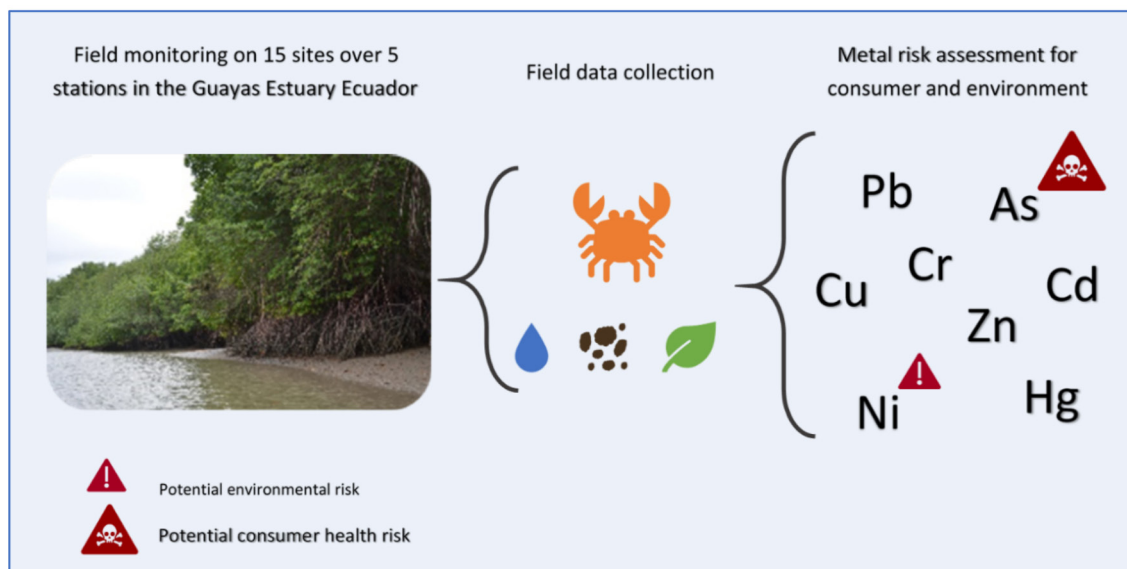 Field monitoring on 15 sites over 5
stations in the Guayas Estuary Ecuador
Field data collection
Metal risk assessment for
consumer and environment
Pb
As
Cr
Cu
Cd
Zn
Ni
Hg
Potential environmental risk
Potential consumer health risk